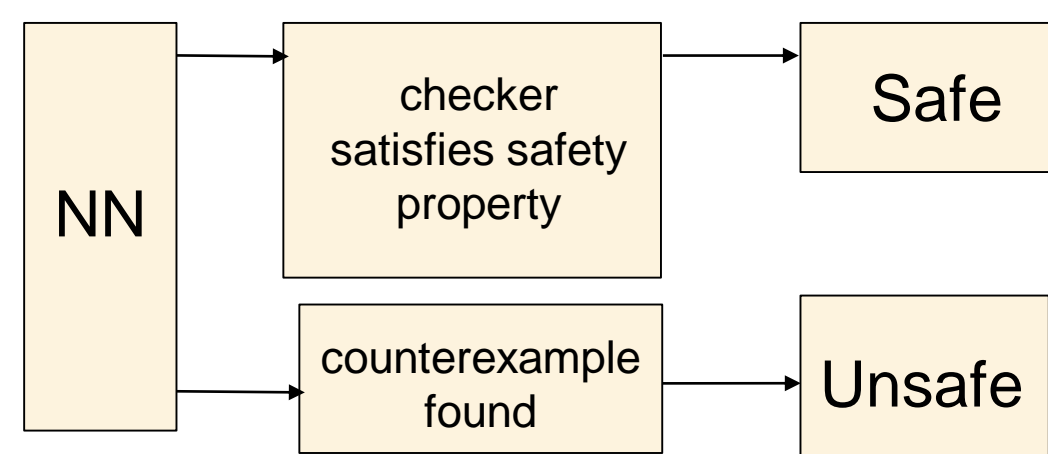 NN
checker
satisfies safety
property
Safe
counterexample
found
Unsafe